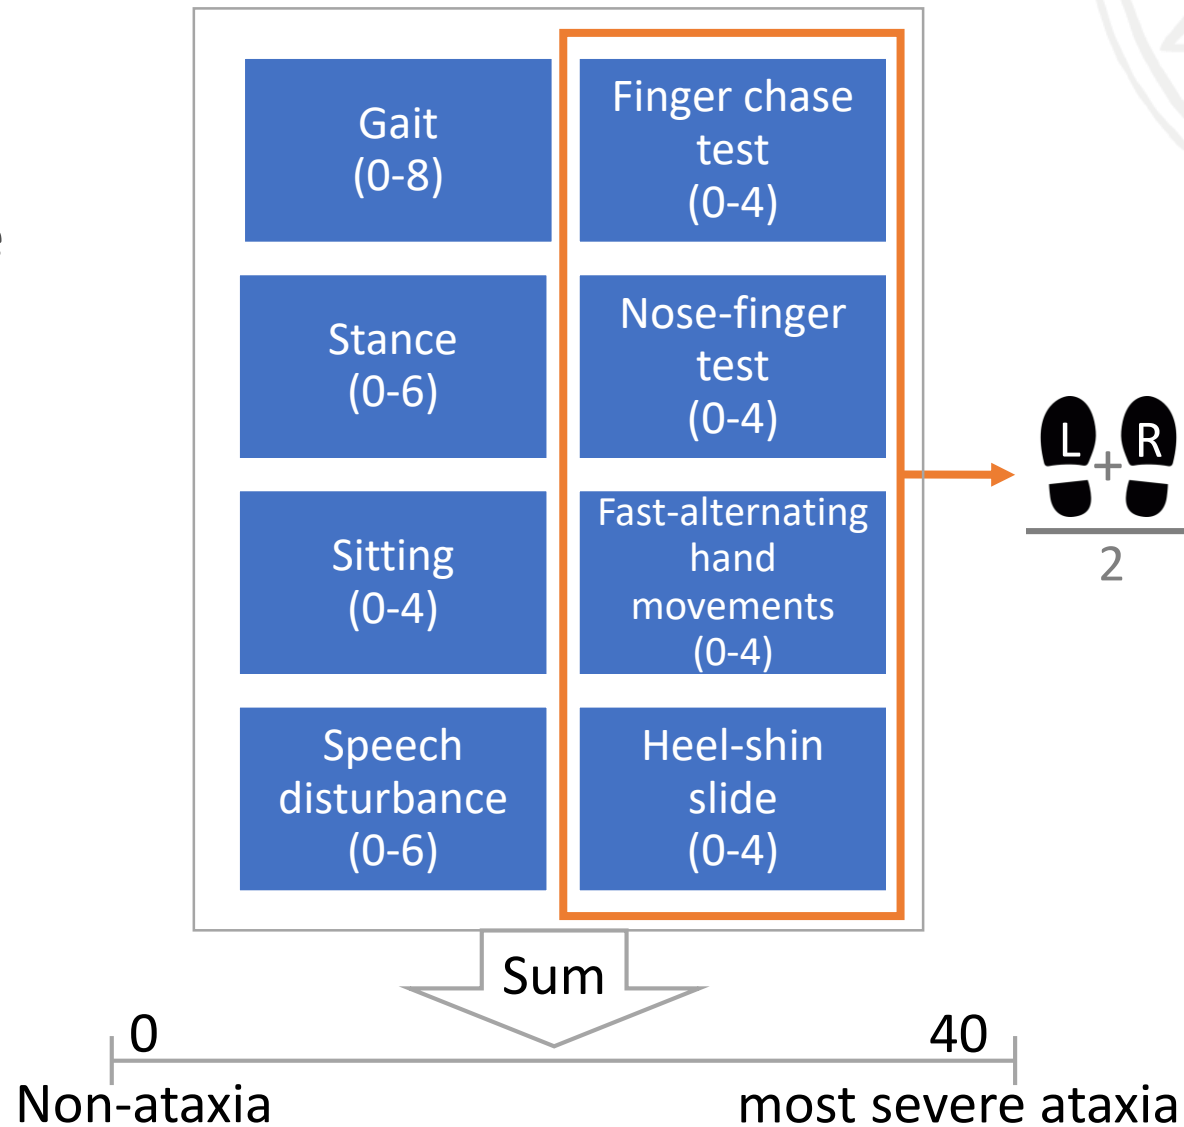 Gait
(0-8)
Finger chase
test
(0-4)
Stance
(0-6)
Nose-finger
test
(0-4)
Sitting
(0-4)
Fast-alternating
hand
movements
(0-4)
Speech
disturbance
(0-6)
Heel-shin
slide
(0-4)
L + R
2
Sum
0
40
Non-ataxia
most severe ataxia